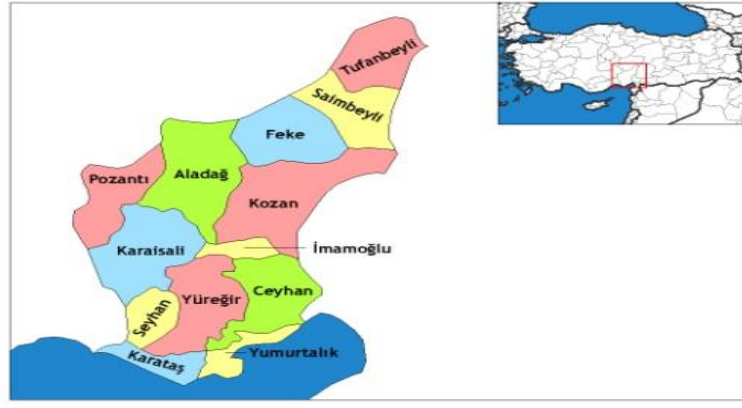 Tufanbeyli
Saimbeyli
Feke
Pozantı
Aladağ
Kozan
Karaisali
İmamoğlu
Seyhan
Yüreğir
Ceyhan
Karataş
Yumurtalık